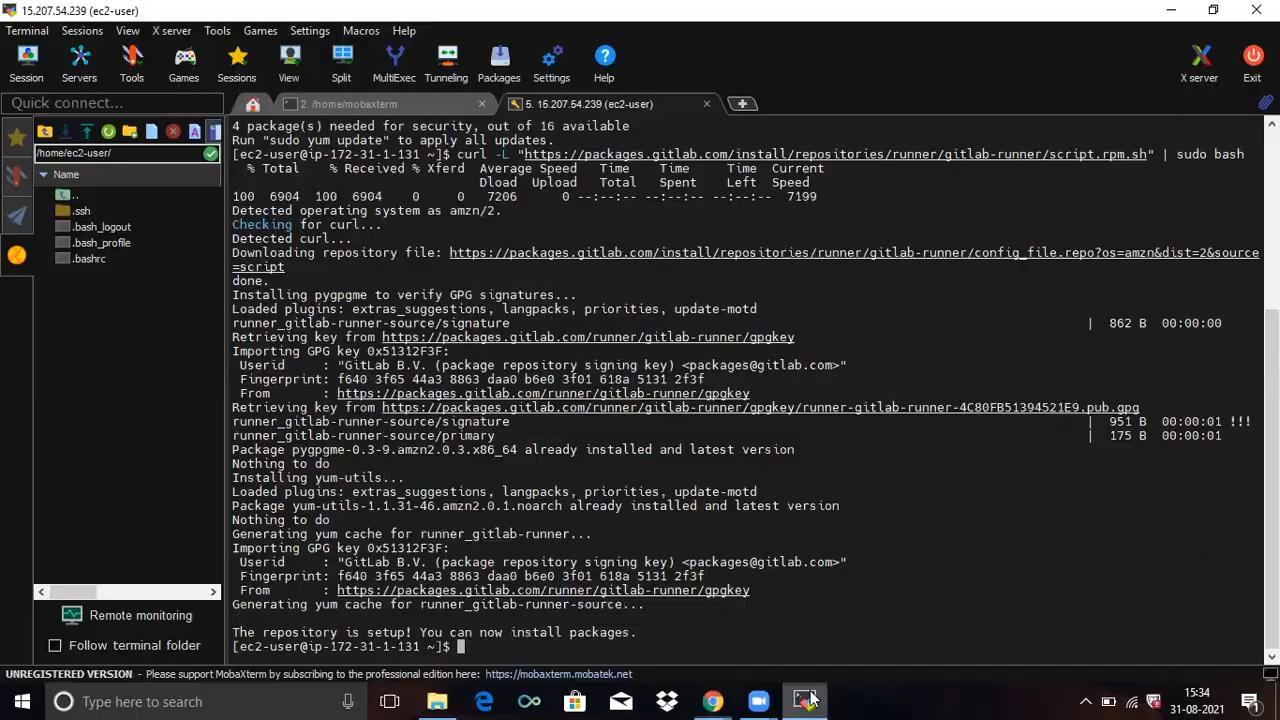 15.207.54.239 (ec2-user)
Terminal Sessions View X server Tools Games Settings Macros Help
Session Servers Tools Games Sessions View Split MultiExec Tunneling Packages Settings Help X server Exit
Quick connect... 2. /home/mobaxterm 5. 15.207.54.239 (ec2-user)
/home/ec2-user/
Name
..
.ssh
.bash_logout
.bash_profile
.bashrc
Remote monitoring
Follow terminal folder
4 package(s) needed for security, out of 16 available
Run "sudo yum update" to apply all updates.
[ec2-user@ip-172-31-1-131 ~]$ curl -L "https://packages.gitlab.com/install/repositories/runner/gitlab-runner/script.rpm.sh" | sudo bash
% Total % Received % Xferd Average Speed Time Time Time Current
Dload Upload Total Spent Left Speed
100 6904 100 6904 0 0 7206 0 --:--:-- --:--:-- --:--:-- 7199
Detected operating system as amzn/2.
Checking for curl...
Detected curl...
Downloading repository file: https://packages.gitlab.com/install/repositories/runner/gitlab-runner/config_file.repo?os=amzn&dist=2&source
=script
done.
Installing pygpgme to verify GPG signatures...
Loaded plugins: extras_suggestions, langpacks, priorities, update-motd
runner_gitlab-runner-source/signature | 862 B 00:00:00
Retrieving key from https://packages.gitlab.com/runner/gitlab-runner/gpgkey
Importing GPG key 0x51312F3F:
Userid : "GitLab B.V. (package repository signing key) <packages@gitlab.com>"
Fingerprint: f640 3f65 44a3 8863 daa0 b6e0 3f01 618a 5131 2f3f
From : https://packages.gitlab.com/runner/gitlab-runner/gpgkey
Retrieving key from https://packages.gitlab.com/runner/gitlab-runner/gpgkey/runner-gitlab-runner-4C80FB51394521E9.pub.gpg
runner_gitlab-runner-source/signature | 951 B 00:00:01 !!!
runner_gitlab-runner-source/primary | 175 B 00:00:01
Package pygpgme-0.3-9.amzn2.0.3.x86_64 already installed and latest version
Nothing to do
Installing yum-utils...
Loaded plugins: extras_suggestions, langpacks, priorities, update-motd
Package yum-utils-1.1.31-46.amzn2.0.1.noarch already installed and latest version
Nothing to do
Generating yum cache for runner_gitlab-runner...
Importing GPG key 0x51312F3F:
Userid : "GitLab B.V. (package repository signing key) <packages@gitlab.com>"
Fingerprint: f640 3f65 44a3 8863 daa0 b6e0 3f01 618a 5131 2f3f
From : https://packages.gitlab.com/runner/gitlab-runner/gpgkey
Generating yum cache for runner_gitlab-runner-source...
The repository is setup! You can now install packages.
[ec2-user@ip-172-31-1-131 ~]$
UNREGISTERED VERSION - Please support MobaXterm by subscribing to the professional edition here: https://mobaxterm.mobatek.net
Type here to search
15:34
31-08-2021